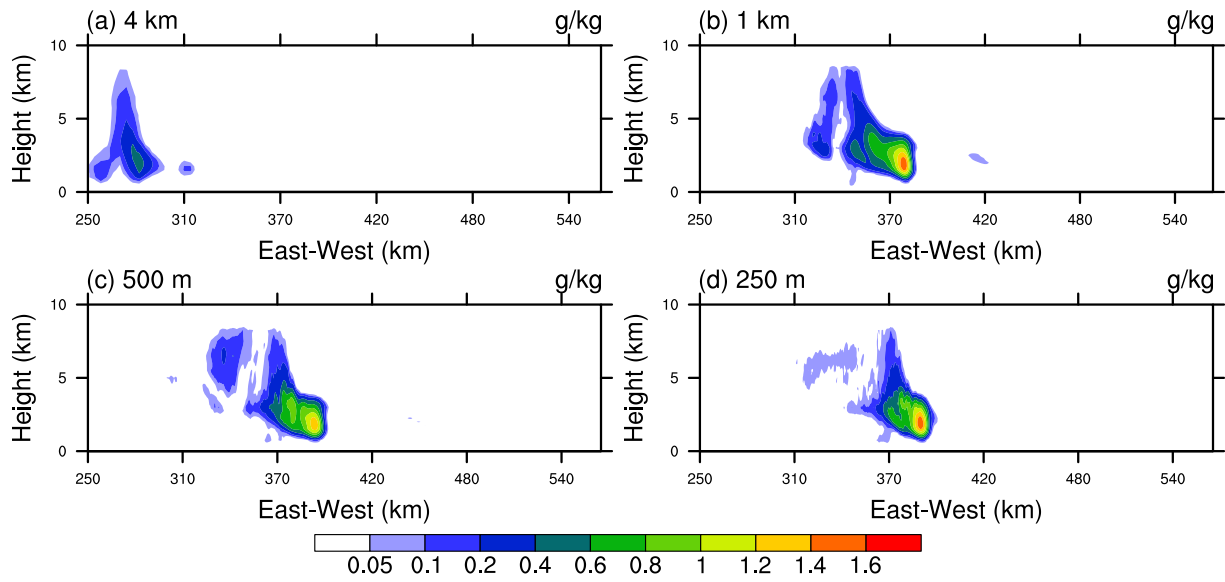 (a) 4 km g/kg
10
5
0
Height (km)
250 310 370 420 480 540
East-West (km)
(b) 1 km g/kg
10
5
0
Height (km)
250 310 370 420 480 540
East-West (km)
(c) 500 m g/kg
10
5
0
Height (km)
250 310 370 420 480 540
East-West (km)
(d) 250 m g/kg
10
5
0
Height (km)
250 310 370 420 480 540
East-West (km)
0.05 0.1 0.2 0.4 0.6 0.8 1 1.2 1.4 1.6